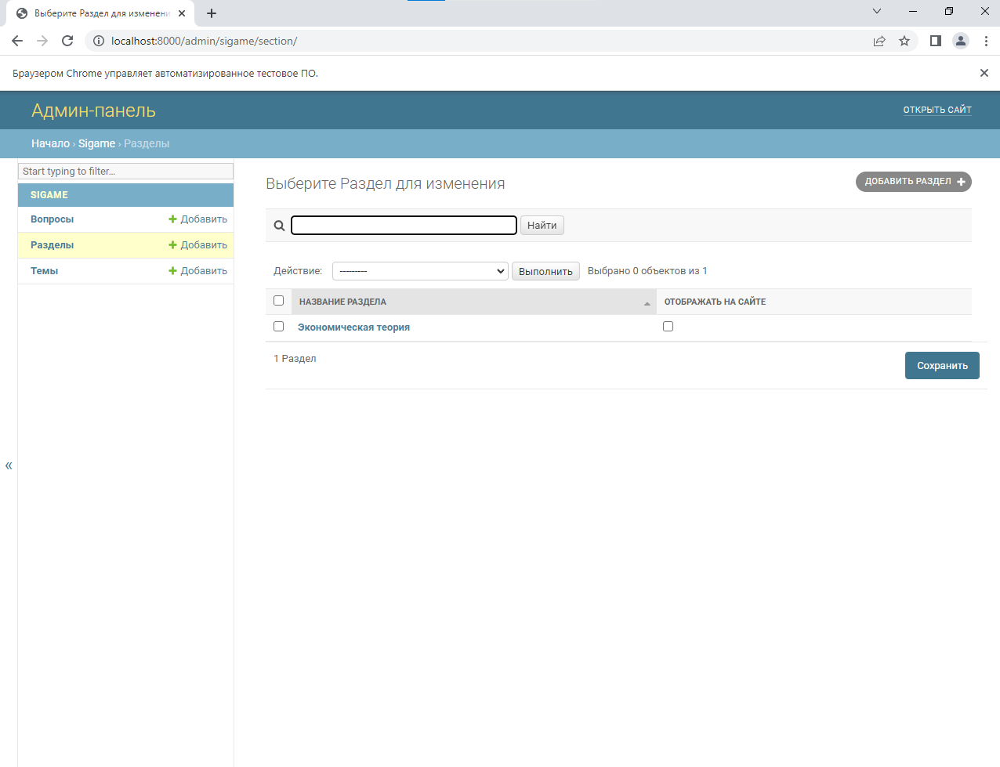 Выберите Раздел для изменени
localhost:8000/admin/sigame/section/
Браузером Chrome управляет автоматизированное тестовое ПО.
Админ-панель
ОТКРЫТЬ САЙТ
Начало › Sigame › Разделы
Start typing to filter...
SIGAME
Вопросы
Добавить
Разделы
Добавить
Темы
Добавить
«
Выберите Раздел для изменения
ДОБАВИТЬ РАЗДЕЛ +
Найти
Действие: --------- Выполнить Выбрано 0 объектов из 1
НАЗВАНИЕ РАЗДЕЛА
ОТОБРАЖАТЬ НА САЙТЕ
Экономическая теория
1 Раздел
Сохранить